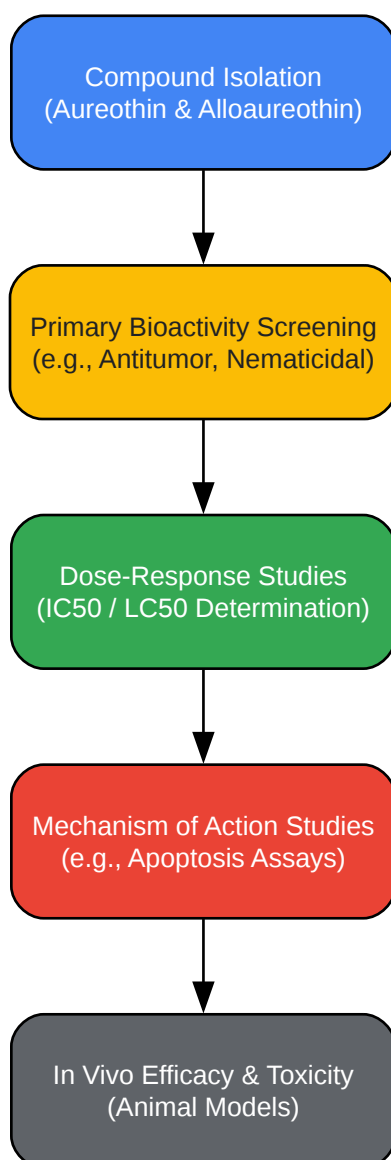 Compound Isolation
(Aureothin & Alloaureothin)
Primary Bioactivity Screening
(e.g., Antitumor, Nematicidal)
Dose-Response Studies
(IC50 / LC50 Determination)
Mechanism of Action Studies
(e.g., Apoptosis Assays)
In Vivo Efficacy & Toxicity
(Animal Models)